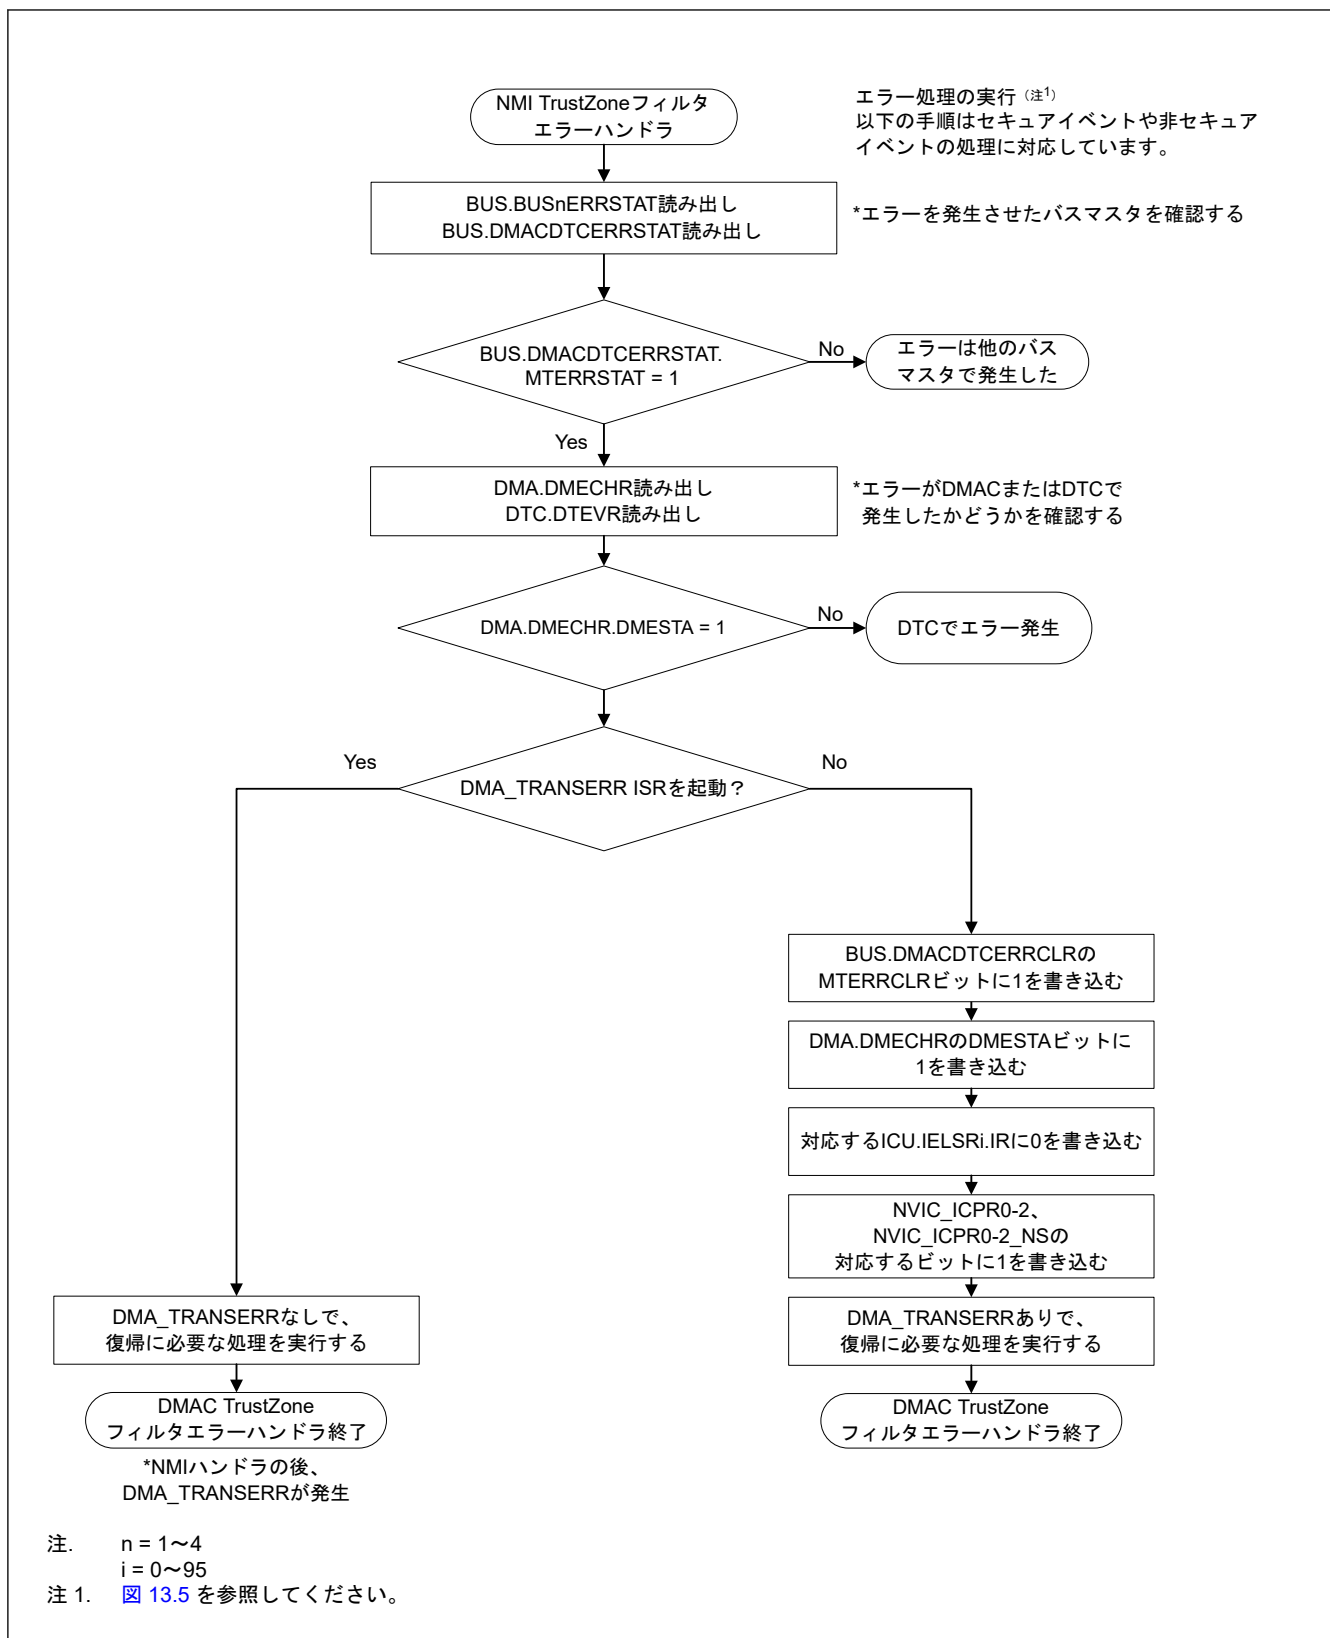 NMI TrustZoneフィルタ
エラーハンドラ
エラー処理の実行（注1）
以下の手順はセキュアイベントや非セキュア
イベントの処理に対応しています。
BUS.BUSnERRSTAT読み出し
BUS.DMACDTCERRSTAT読み出し
*エラーを発生させたバスマスタを確認する
BUS.DMACDTCERRSTAT.
MTERRSTAT = 1
No
エラーは他のバス
マスタで発生した
Yes
DMA.DMECHR読み出し
DTC.DTEVR読み出し
*エラーがDMACまたはDTCで
発生したかどうかを確認する
DMA.DMECHR.DMESTA = 1
No
DTCでエラー発生
Yes
DMA_TRANSERR ISRを起動？
No
BUS.DMACDTCERRCLRの
MTERRCLRビットに1を書き込む
DMA.DMECHRのDMESTAビットに
1を書き込む
対応するICU.IELSRi.IRに0を書き込む
NVIC_ICPR0-2、
NVIC_ICPR0-2_NSの
対応するビットに1を書き込む
DMA_TRANSERRなしで、
復帰に必要な処理を実行する
DMA_TRANSERRありで、
復帰に必要な処理を実行する
DMAC TrustZone
フィルタエラーハンドラ終了
DMAC TrustZone
フィルタエラーハンドラ終了
*NMIハンドラの後、
DMA_TRANSERRが発生
注. n = 1～4
i = 0～95
注 1. 図 13.5 を参照してください。